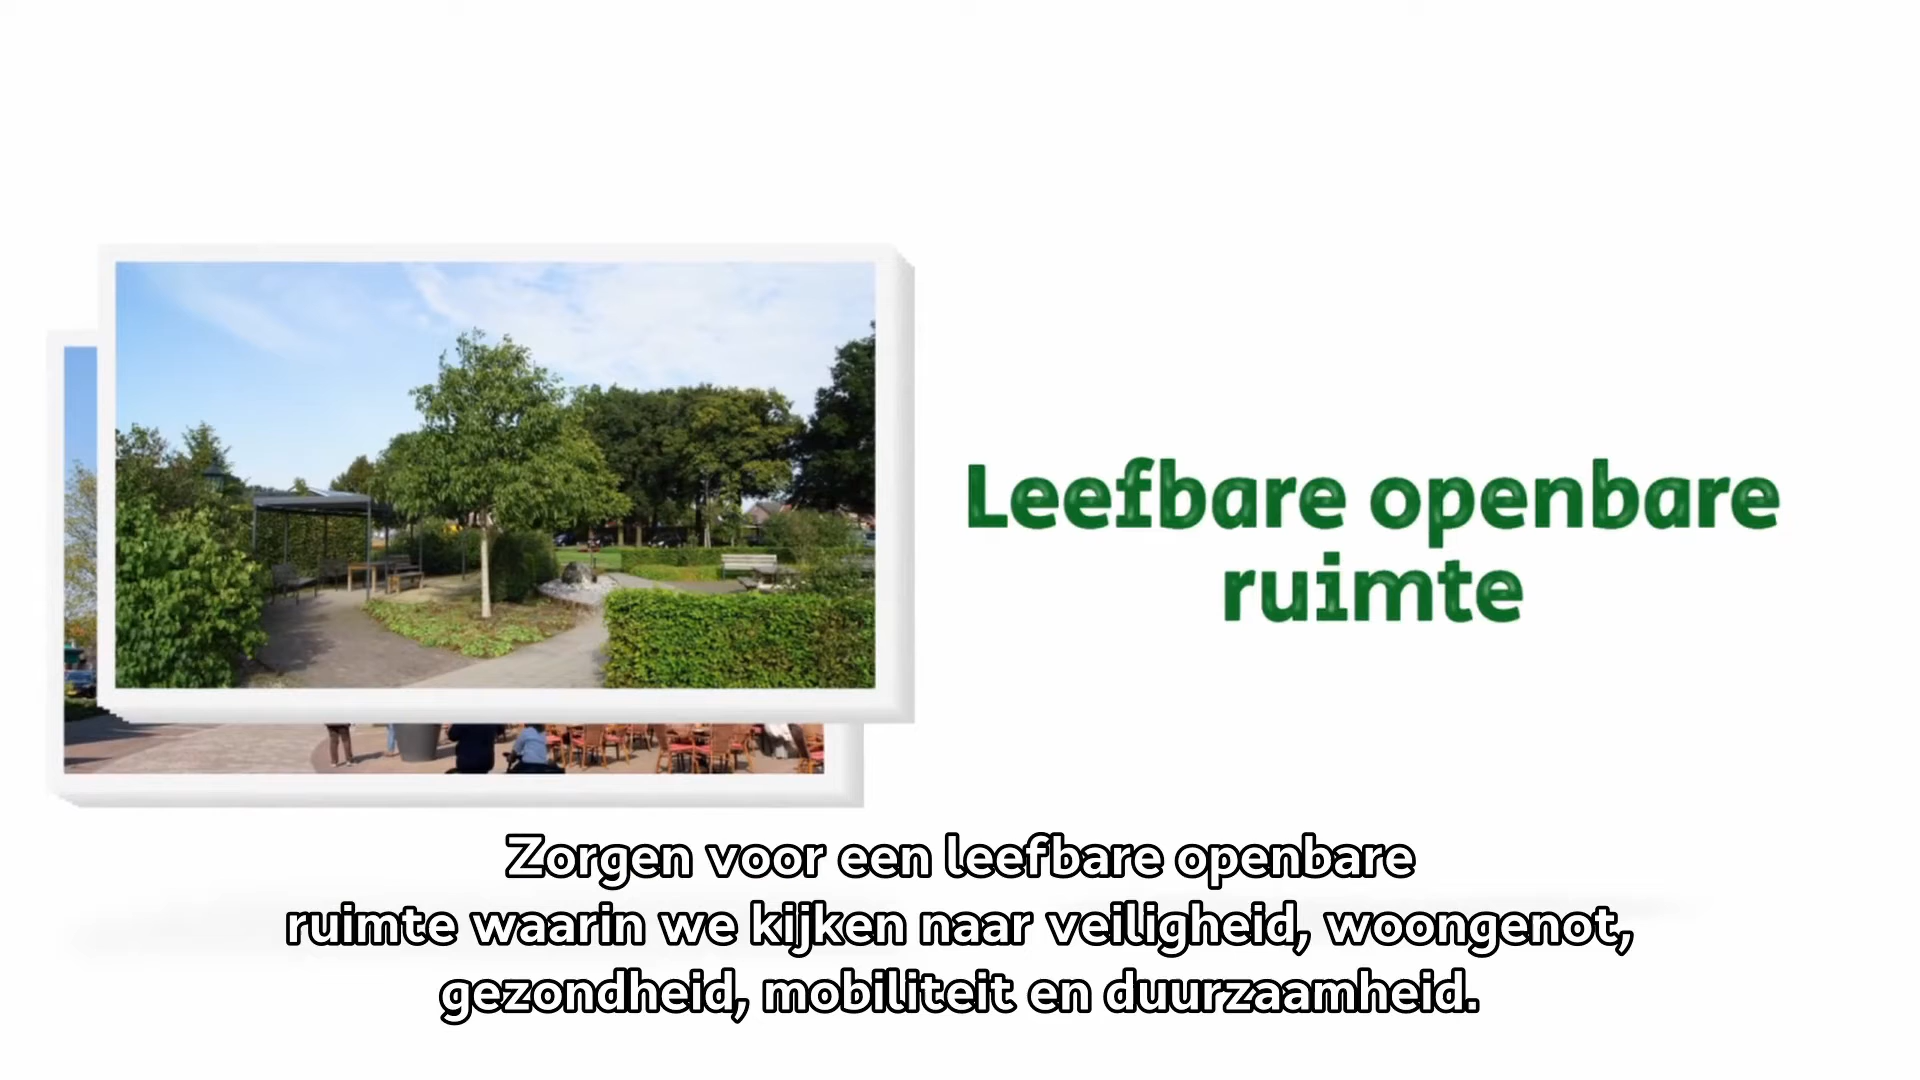 Leefbare openbare
ruimte
Zorgen voor een leefbare openbare
ruimte waarin we kijken naar veiligheid, woongenot,
gezondheid, mobiliteit en duurzaamheid.